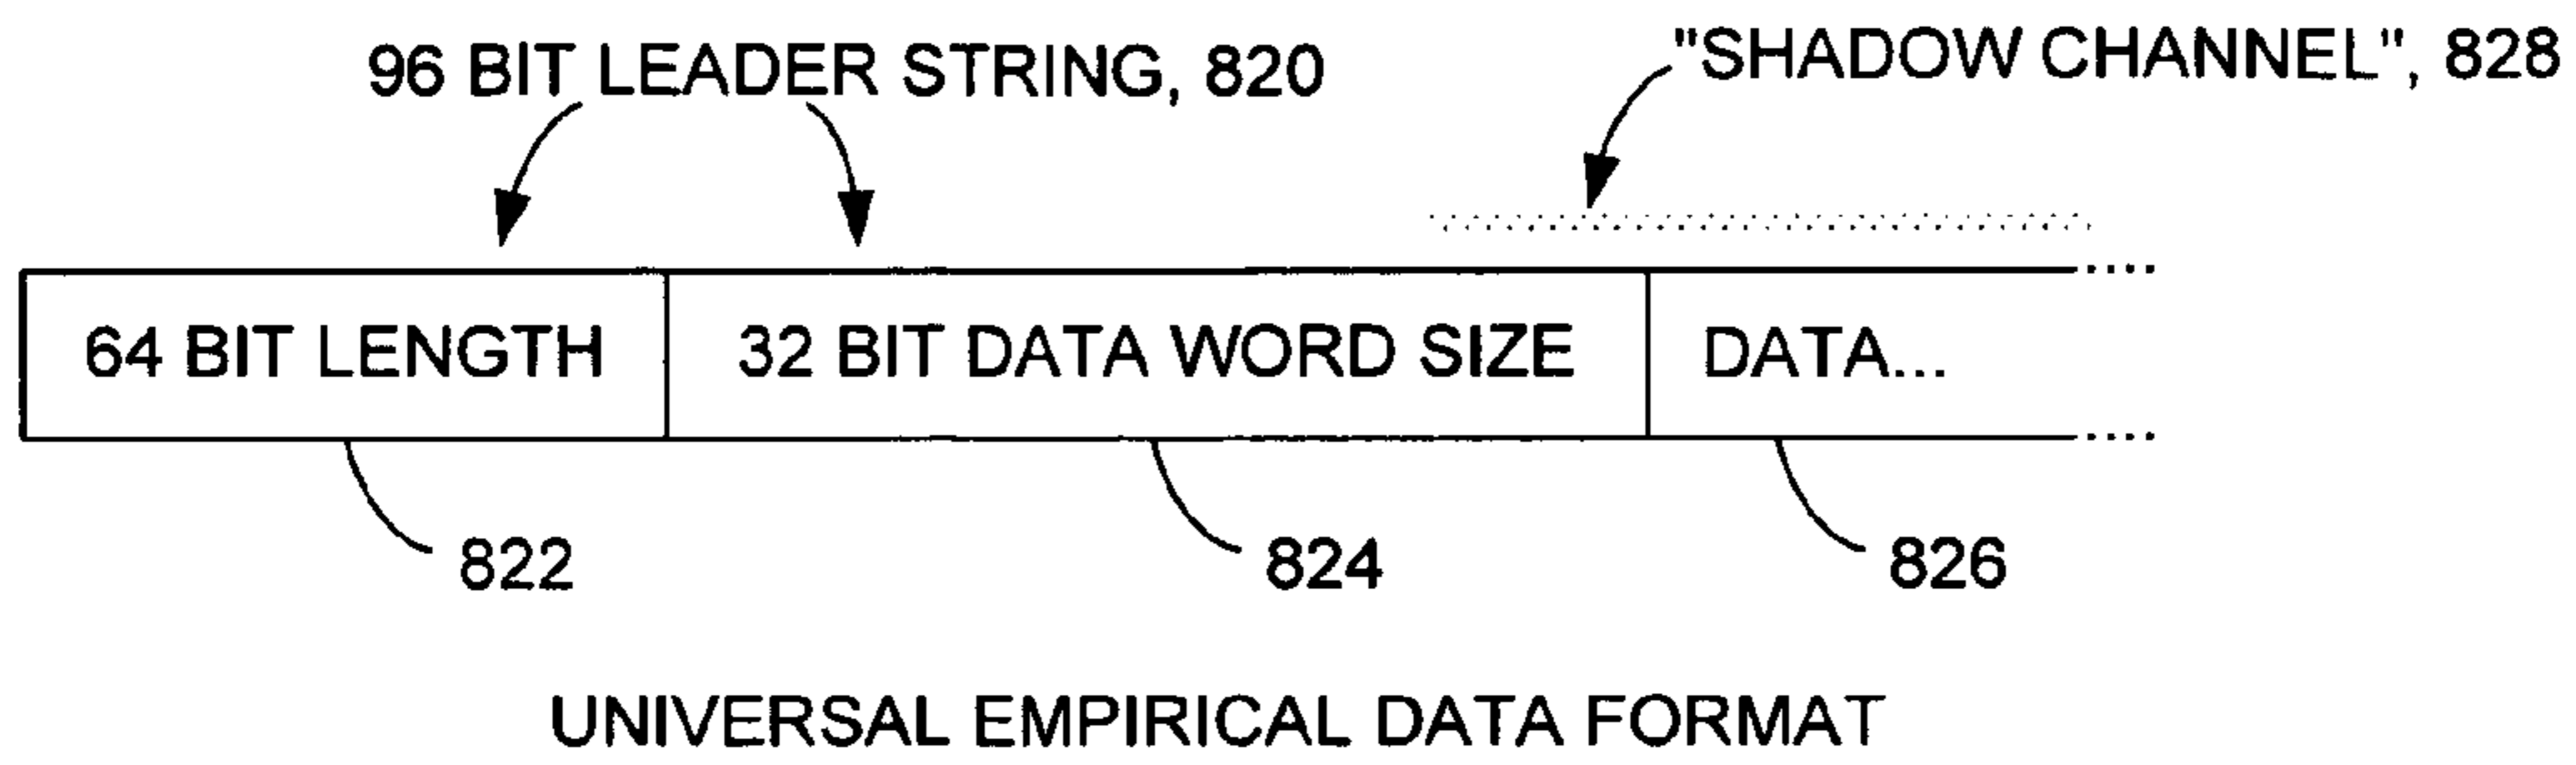 96 BIT LEADER STRING, 820
"SHADOW CHANNEL", 828
64 BIT LENGTH
32 BIT DATA WORD SIZE
DATA...
822
824
826
UNIVERSAL EMPIRICAL DATA FORMAT